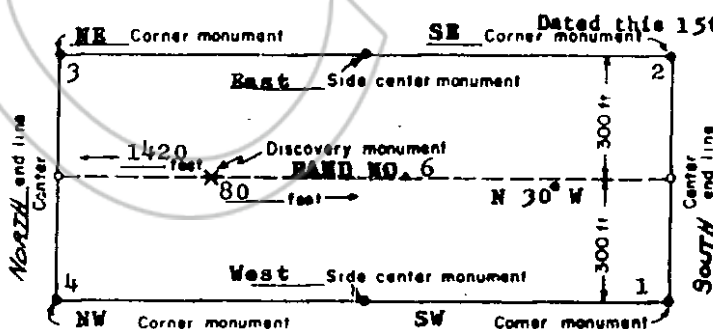 Dated this 15t
NE Corner monument
SE Corner monument
3
2
East Side center monument
1420 feet
Discovery monument
RAND NO. 6
80 feet
N 30° W
300 ft
300 ft
NORTH end line
Center
Center
SOUTH end line
West Side center monument
4
1
NW Corner monument
SW Corner monument